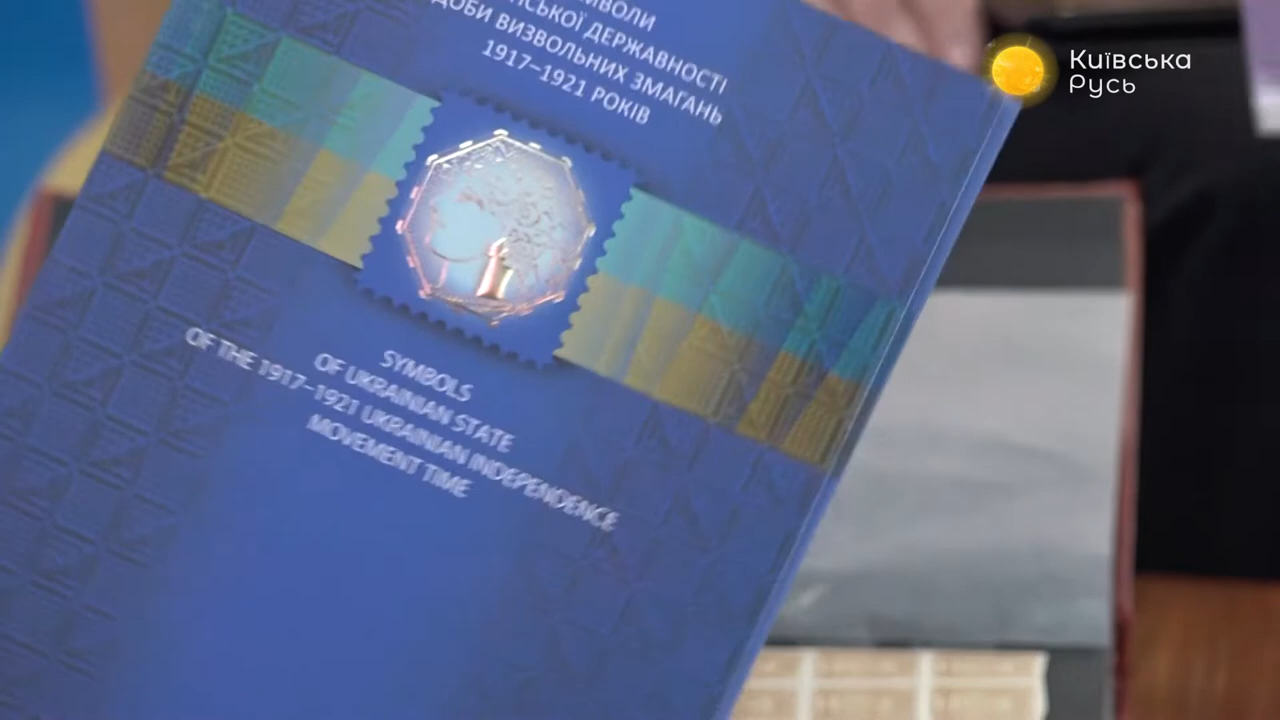 СИМВОЛИ
УКРАЇНСЬКОЇ ДЕРЖАВНОСТІ
ДОБИ ВИЗВОЛЬНИХ ЗМАГАНЬ
1917–1921 РОКІВ
SYMBOLS
OF UKRAINIAN STATE
OF THE 1917–1921 UKRAINIAN INDEPENDENCE
MOVEMENT TIME
Київська
Русь